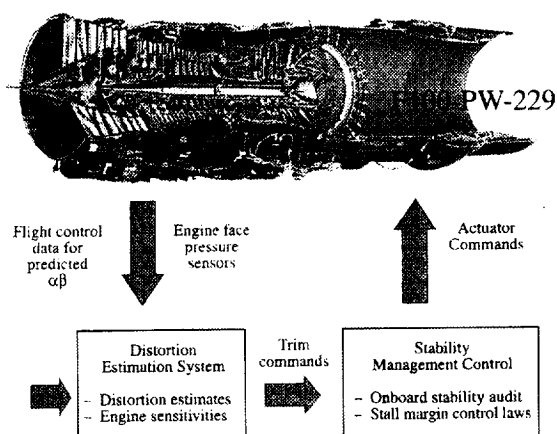 F100-PW-229
Flight control
data for
predicted
αβ
Engine face
pressure
sensors
Actuator
Commands
Distortion
Estimation System
– Distortion estimates
– Engine sensitivities
Trim
commands
Stability
Management Control
– Onboard stability audit
– Stall margin control laws